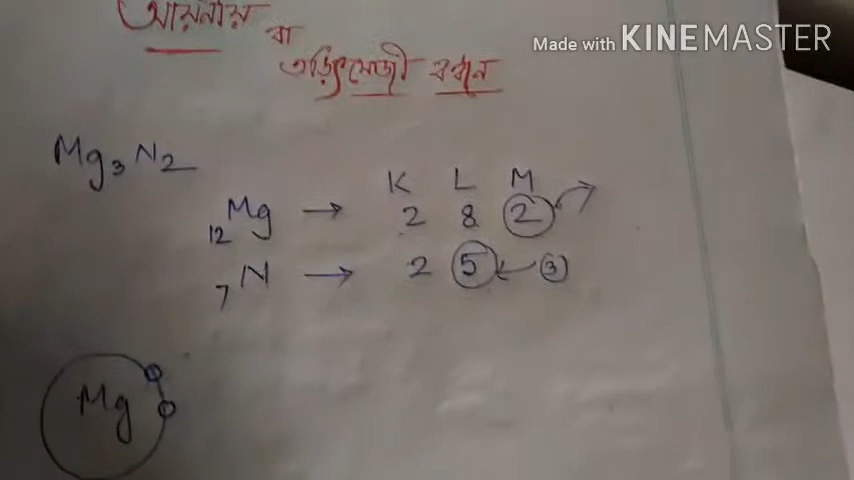 আয়নীয়
বা
তড়িৎযোজী বন্ধন
Made with KINEMASTER
Mg₃N₂
K L M
₁₂Mg → 2 8 2
₇N → 2 5 ← 3
Mg